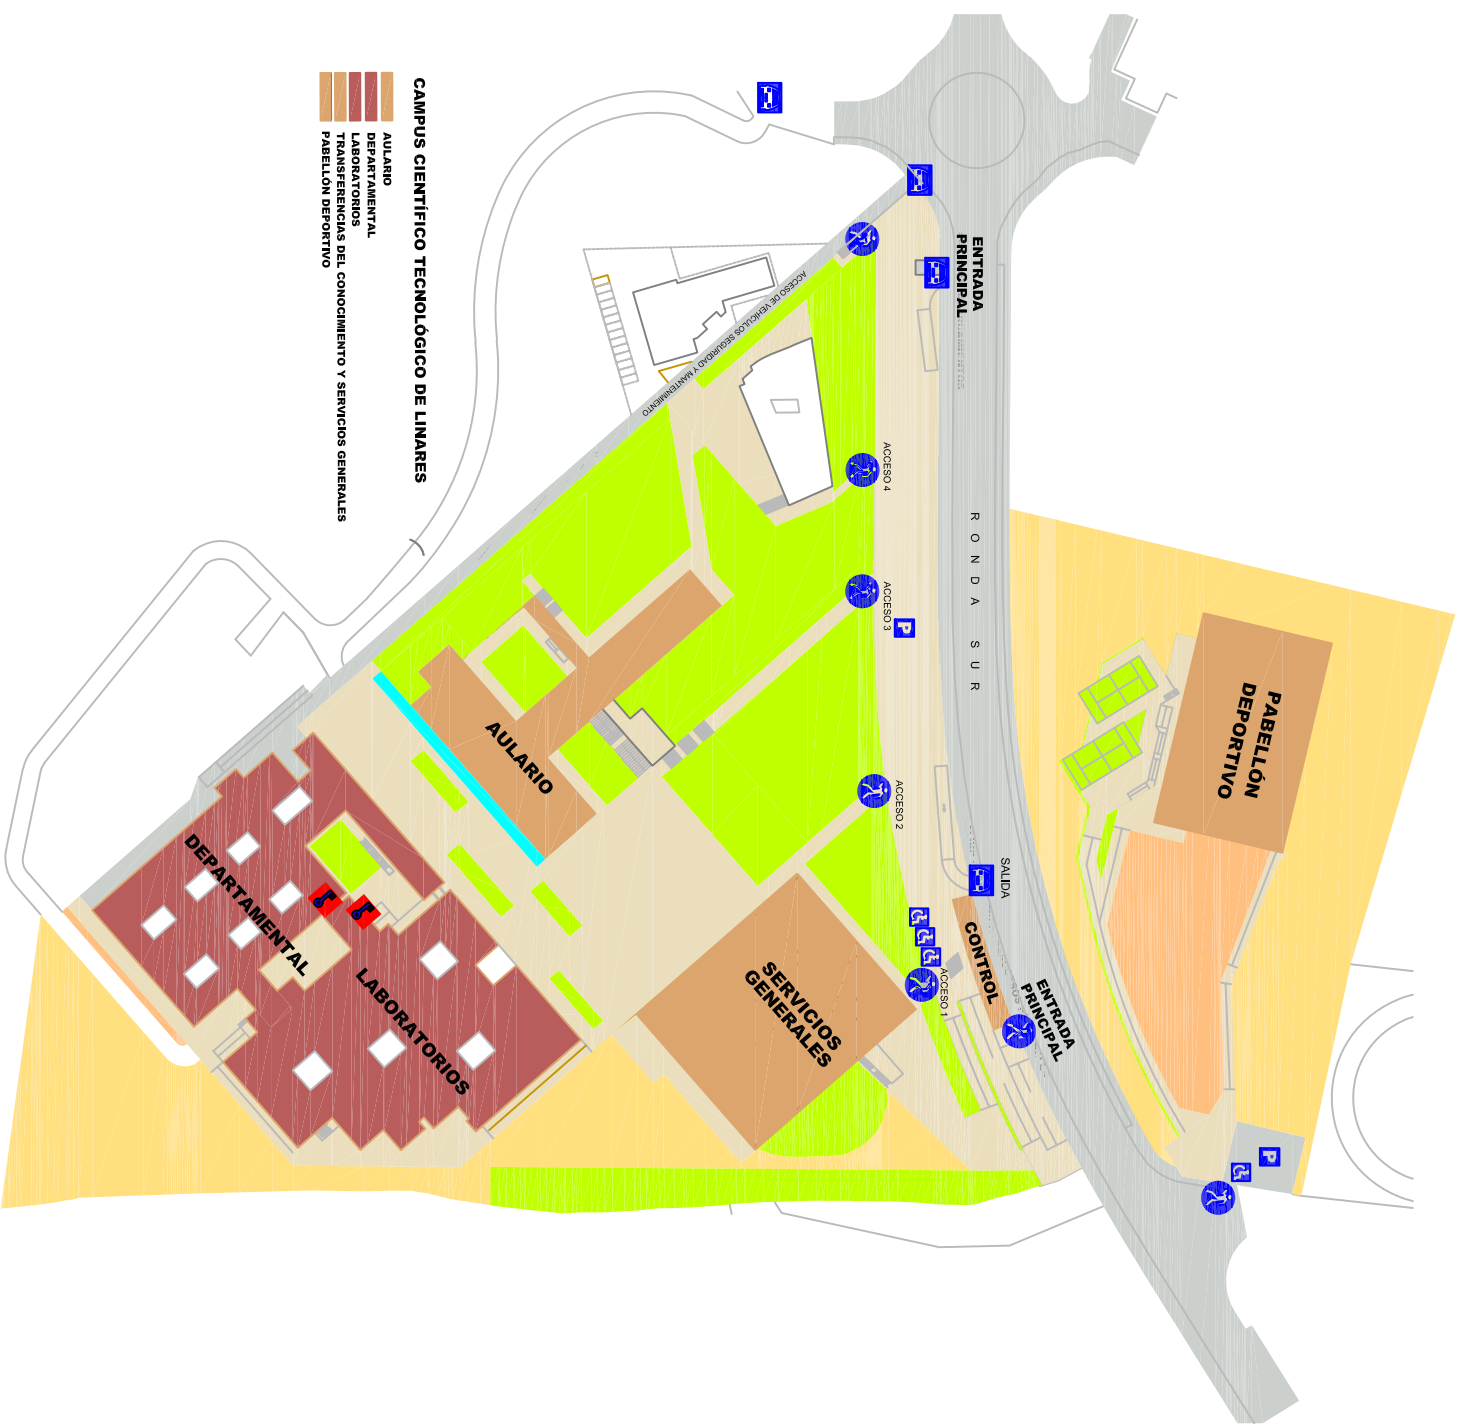 CAMPUS CIENTÍFICO TECNOLÓGICO DE LINARES
AULARIO
DEPARTAMENTAL
LABORATORIOS
TRANSFERENCIAS DEL CONOCIMIENTO Y SERVICIOS GENERALES
PABELLÓN DEPORTIVO
ENTRADA
PRINCIPAL
ACCESO DE VEHÍCULOS SEGURIDAD Y MANTENIMIENTO
ACCESO 4
ACCESO 3
P
RONDA SUR
ACCESO 2
SALIDA
CONTROL
ACCESO 1
ENTRADA
PRINCIPAL
PABELLÓN
DEPORTIVO
AULARIO
DEPARTAMENTAL
LABORATORIOS
SERVICIOS
GENERALES
P